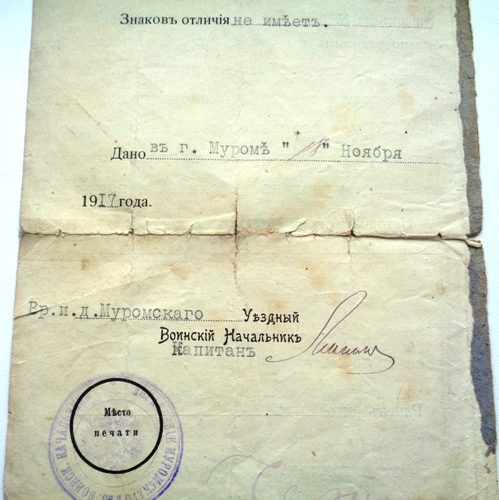 Знаковъ отличія не имѣетъ.
Дано въ г. Муромѣ "18" Ноября
1917 года.
Вр.и.д.Муромскаго Уѣздный
Воинскій Начальникъ
Капитанъ
Мѣсто
печати